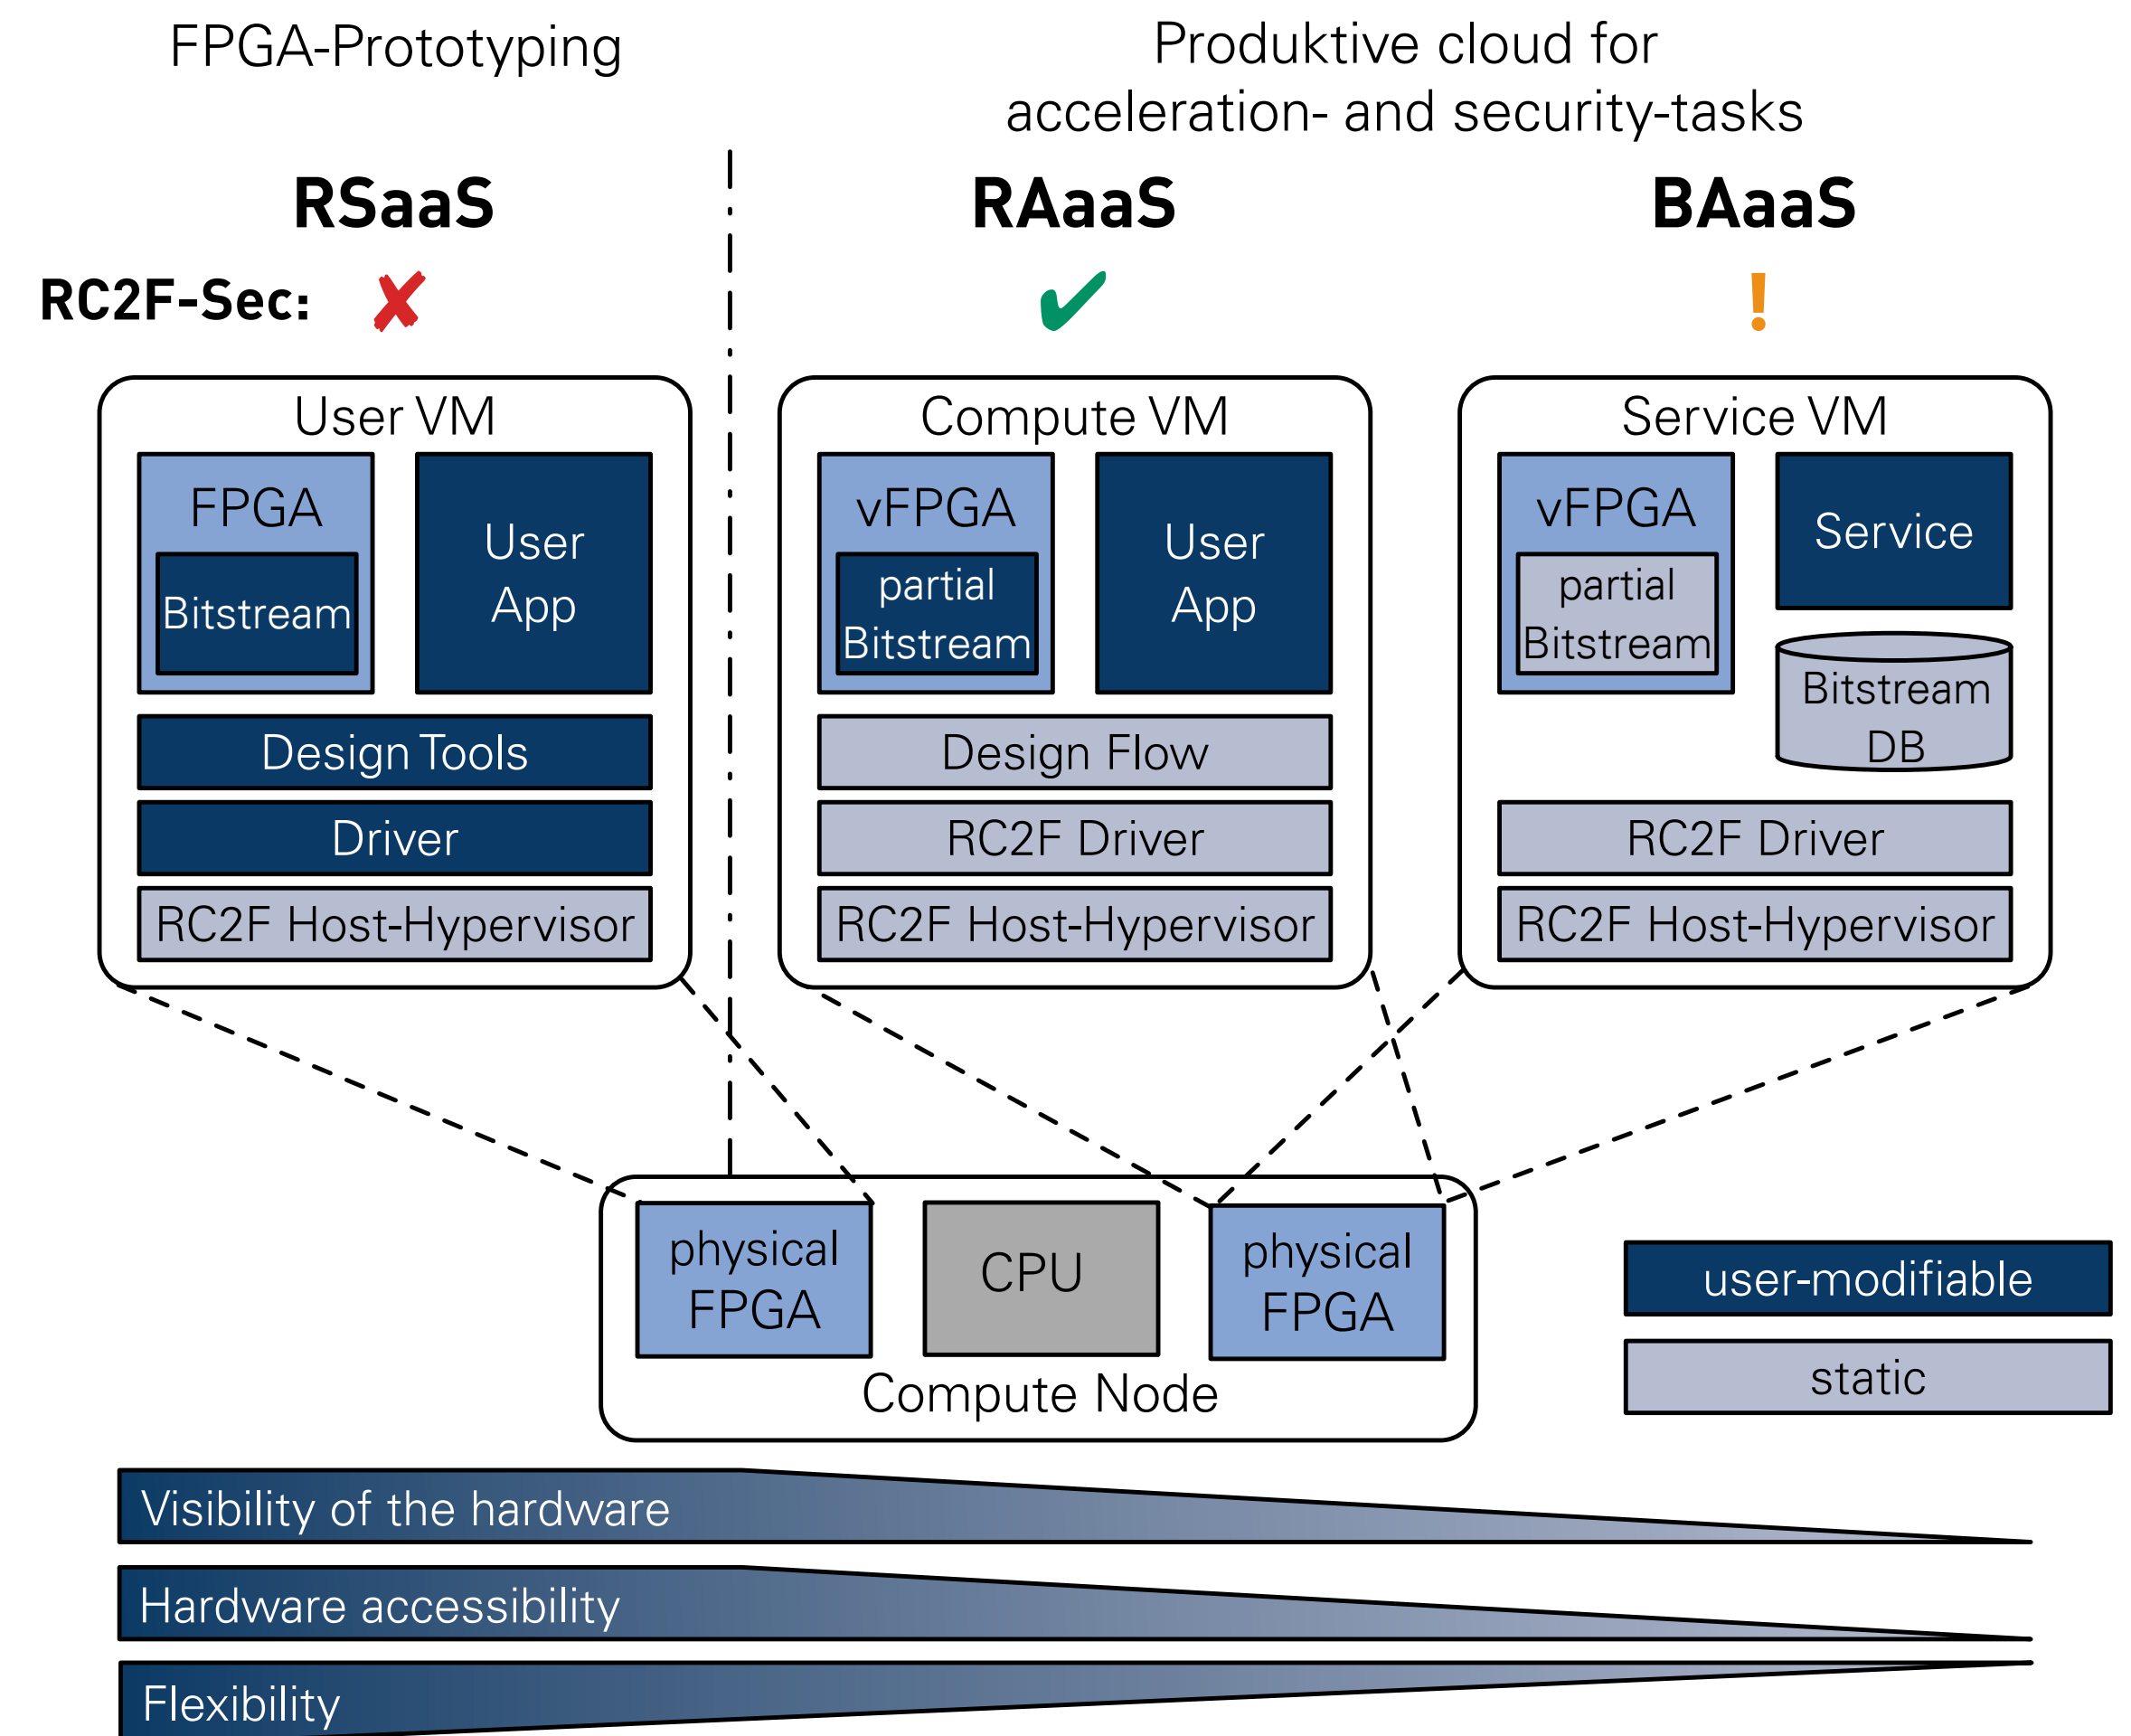 FPGA-Prototyping
Produktive cloud for
acceleration- and security-tasks
RSaaS
RAaaS
BAaaS
RC2F-Sec:
User VM
FPGA
Bitstream
User
App
Design Tools
Driver
RC2F Host-Hypervisor
Compute VM
vFPGA
partial
Bitstream
User
App
Design Flow
RC2F Driver
RC2F Host-Hypervisor
Service VM
vFPGA
partial
Bitstream
Service
Bitstream
DB
RC2F Driver
RC2F Host-Hypervisor
physical
FPGA
CPU
physical
FPGA
Compute Node
user-modifiable
static
Visibility of the hardware
Hardware accessibility
Flexibility